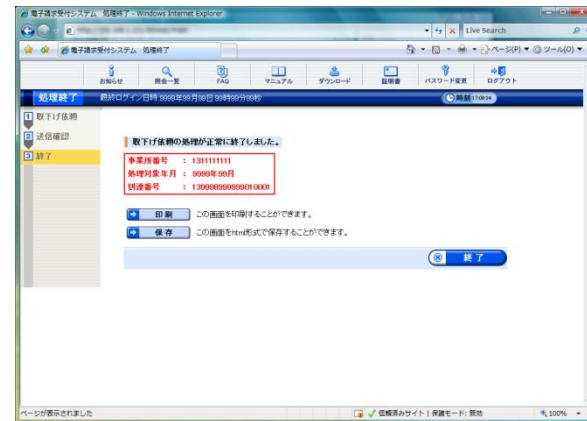 電子請求受付システム　処理終了 - Windows Internet Explorer
Live Search
電子請求受付システム　処理終了
ページ(P)
ツール(O)
お知らせ
照会一覧
FAQ
マニュアル
ダウンロード
証明書
パスワード変更
ログアウト
処理終了
最終ログイン日時 9999年99月99日 99時99分99秒
時刻
1 取下げ依頼
2 送信確認
3 終了
取下げ依頼の処理が正常に終了しました。
事業所番号 : 1311111111
処理対象年月 : 9999年99月
到達番号 : 13999899999010001
印刷
この画面を印刷することができます。
保存
この画面をhtml形式で保存することができます。
終了
ページが表示されました
信頼済みサイト | 保護モード: 無効
100%